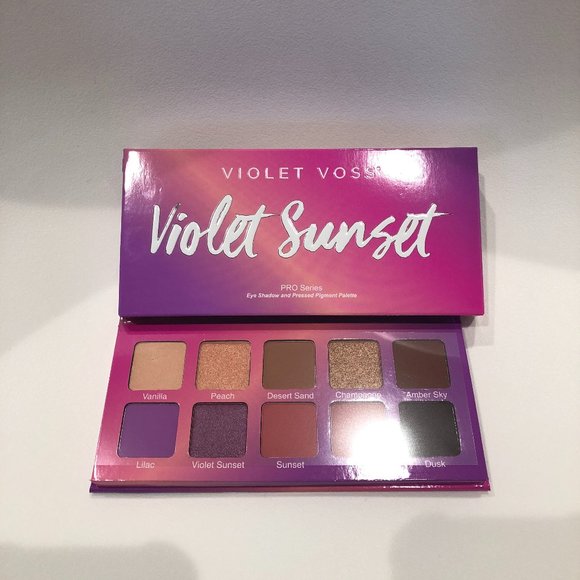 VIOLET VOSS
Violet Sunset
PRO Series
Eye Shadow and Pressed Pigment Palette
Vanilla
Peach
Desert Sand
Champagne
Amber Sky
Lilac
Violet Sunset
Sunset
Dusk